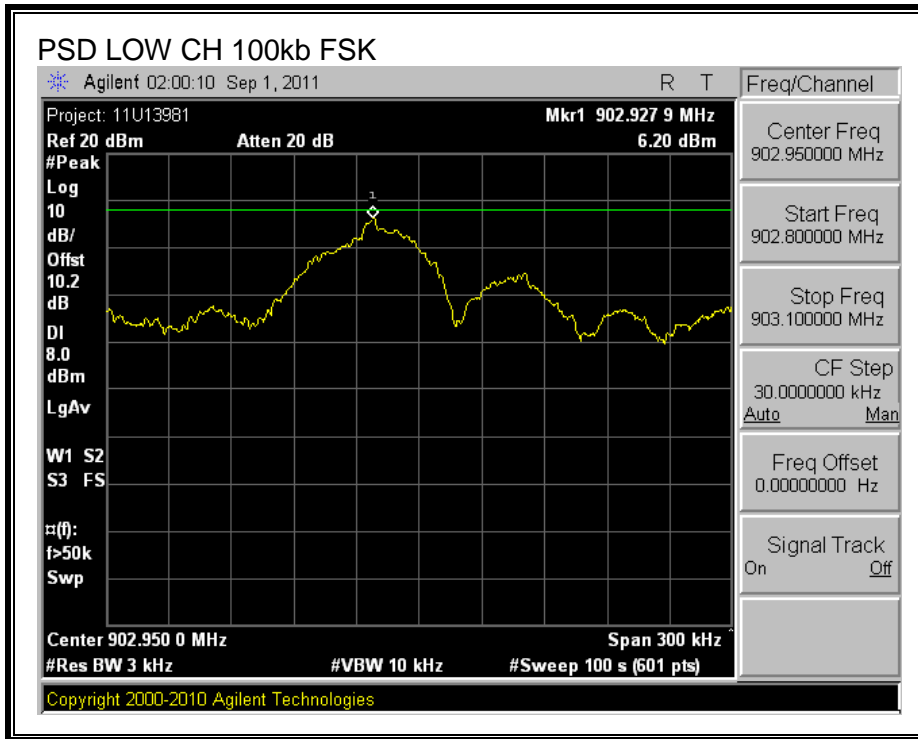 PSD LOW CH 100kb FSK
Agilent 02:00:10 Sep 1, 2011 R T
Project: 11U13981 Mkr1 902.927 9 MHz
Ref 20 dBm Atten 20 dB 6.20 dBm
#Peak
Log
10
dB/
Offst
10.2
dB
DI
8.0
dBm
LgAv
W1 S2
S3 FS
¤(f):
f>50k
Swp
1
Center 902.950 0 MHz Span 300 kHz
#Res BW 3 kHz #VBW 10 kHz #Sweep 100 s (601 pts)
Copyright 2000-2010 Agilent Technologies
Freq/Channel
Center Freq
902.950000 MHz
Start Freq
902.800000 MHz
Stop Freq
903.100000 MHz
CF Step
30.0000000 kHz
Auto Man
Freq Offset
0.00000000 Hz
Signal Track
On Off